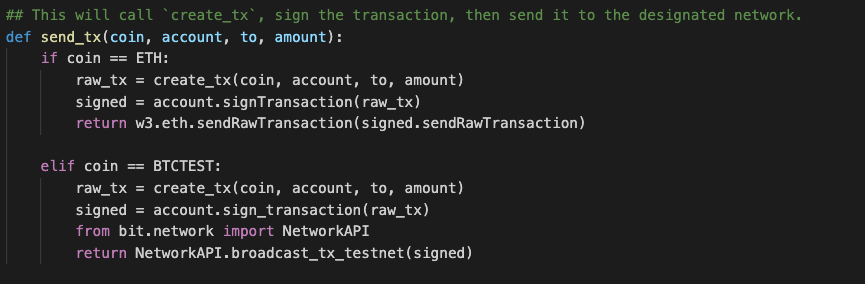 ## This will call `create_tx`, sign the transaction, then send it to the designated network.
def send_tx(coin, account, to, amount):
    if coin == ETH:
        raw_tx = create_tx(coin, account, to, amount)
        signed = account.signTransaction(raw_tx)
        return w3.eth.sendRawTransaction(signed.sendRawTransaction)

    elif coin == BTCTEST:
        raw_tx = create_tx(coin, account, to, amount)
        signed = account.sign_transaction(raw_tx)
        from bit.network import NetworkAPI
        return NetworkAPI.broadcast_tx_testnet(signed)